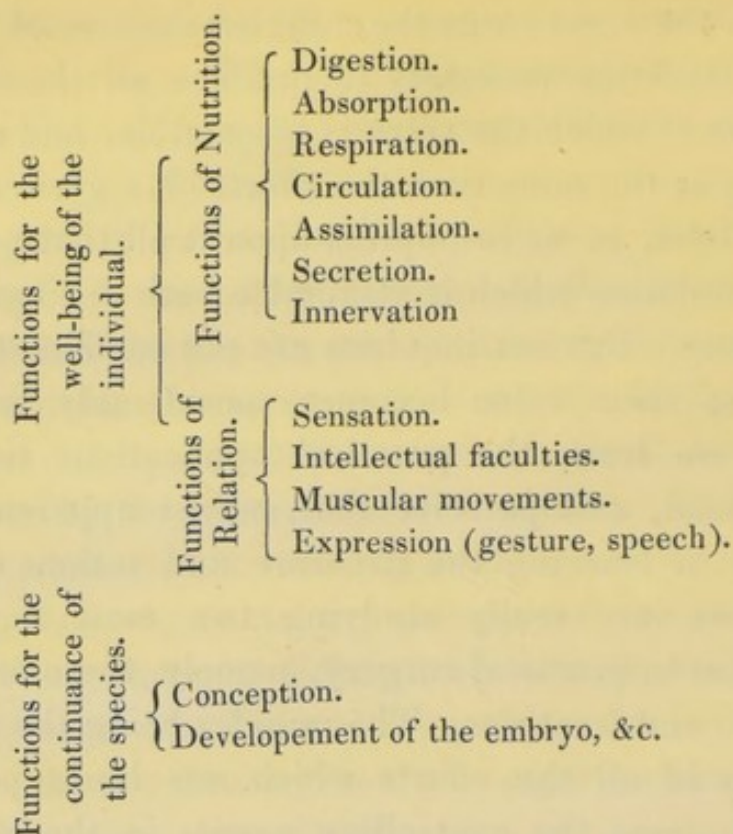 Functions for the
well-being of the
individual.
Functions of Nutrition.
Digestion.
Absorption.
Respiration.
Circulation.
Assimilation.
Secretion.
Innervation
Functions of
Relation.
Sensation.
Intellectual faculties.
Muscular movements.
Expression (gesture, speech).
Functions for the
continuance of
the species.
Conception.
Developement of the embryo, &c.